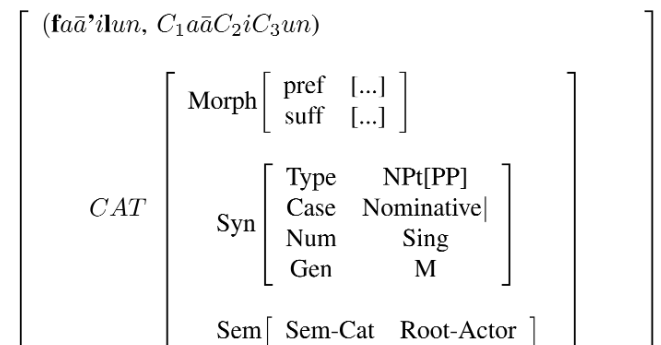 (faā’ilun, C₁aāC₂iC₃un)
pref [...]
Morph
suff [...]
Type NPt[PP]
CAT Case Nominative|
Syn
Num Sing
Gen M
Sem Sem-Cat Root-Actor